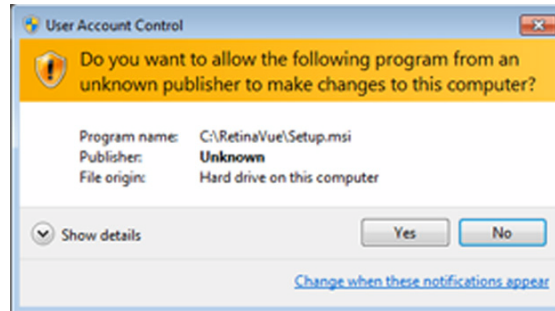 User Account Control
Do you want to allow the following program from an
unknown publisher to make changes to this computer?
Program name: C:\RetinaVue\Setup.msi
Publisher: Unknown
File origin: Hard drive on this computer
Show details
Yes No
Change when these notifications appear